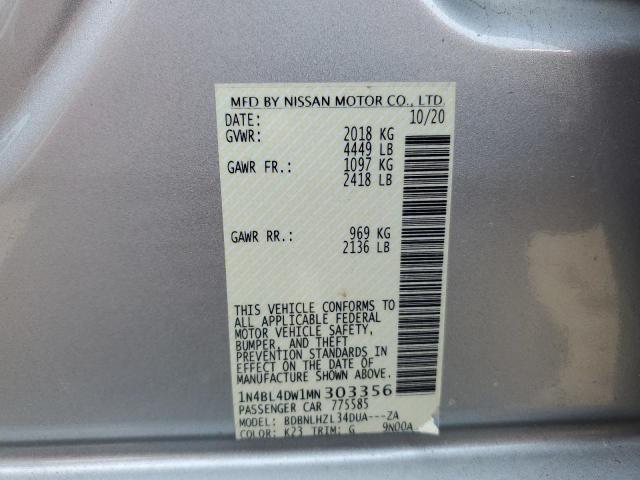 MFD BY NISSAN MOTOR CO., LTD.
DATE: 10/20
GVWR: 2018 KG
4449 LB
GAWR FR.: 1097 KG
2418 LB
GAWR RR.: 969 KG
2136 LB
THIS VEHICLE CONFORMS TO
ALL APPLICABLE FEDERAL
MOTOR VEHICLE SAFETY,
BUMPER, AND THEFT
PREVENTION STANDARDS IN
EFFECT ON THE DATE OF
MANUFACTURE SHOWN ABOVE.
1N4BL4DW1MN303356
PASSENGER CAR 775585
MODEL: BDBNLHZL34DUA---ZA
COLOR: K23 TRIM: G 9N00A